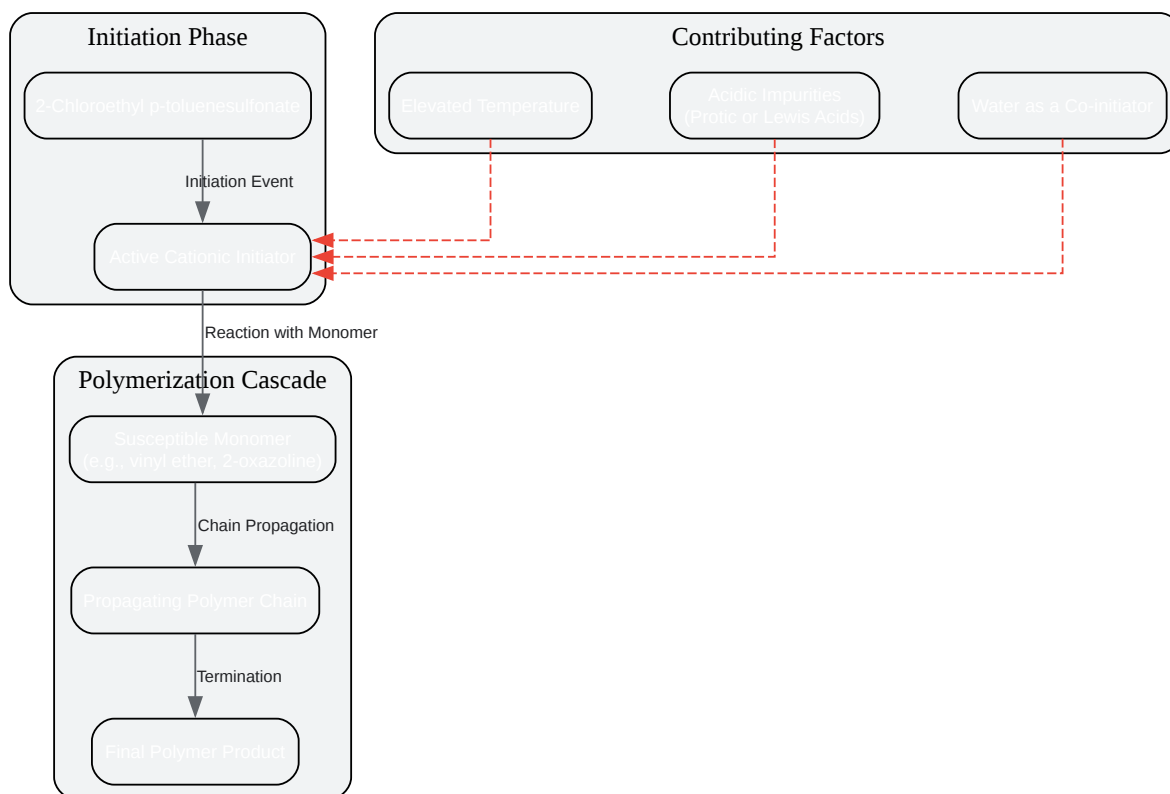 Initiation Phase
2-Chloroethyl p-toluenesulfonate
Initiation Event
Active Cationic Initiator
Contributing Factors
Elevated Temperature
Acidic Impurities
(Protic or Lewis Acids)
Water as a Co-initiator
Reaction with Monomer
Polymerization Cascade
Susceptible Monomer
(e.g., vinyl ether, 2-oxazoline)
Chain Propagation
Propagating Polymer Chain
Termination
Final Polymer Product